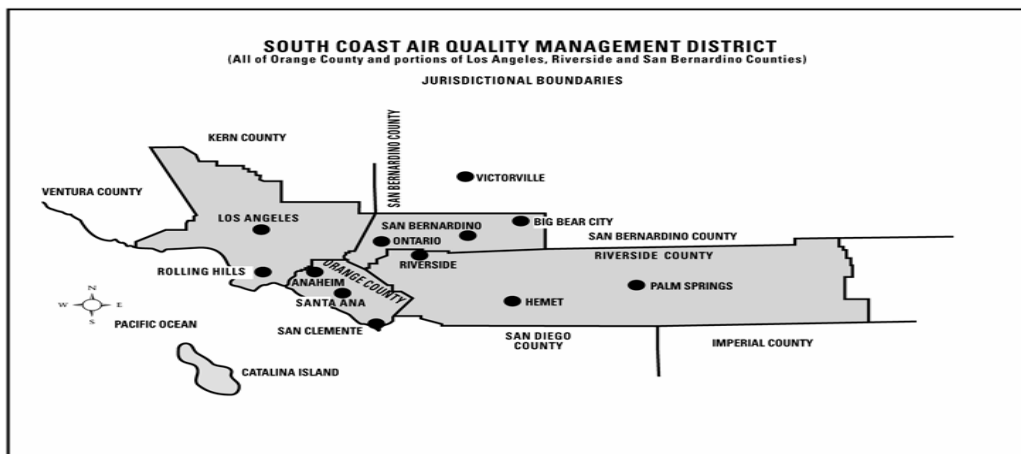 SOUTH COAST AIR QUALITY MANAGEMENT DISTRICT
(All of Orange County and portions of Los Angeles, Riverside and San Bernardino Counties)
JURISDICTIONAL BOUNDARIES
KERN COUNTY
SAN BERNARDINO COUNTY
VICTORVILLE
VENTURA COUNTY
LOS ANGELES
SAN BERNARDINO
BIG BEAR CITY
ONTARIO
SAN BERNARDINO COUNTY
RIVERSIDE COUNTY
RIVERSIDE
ROLLING HILLS
ANAHEIM
ORANGE COUNTY
PALM SPRINGS
SANTA ANA
HEMET
N
W
E
S
PACIFIC OCEAN
SAN CLEMENTE
SAN DIEGO
COUNTY
IMPERIAL COUNTY
CATALINA ISLAND